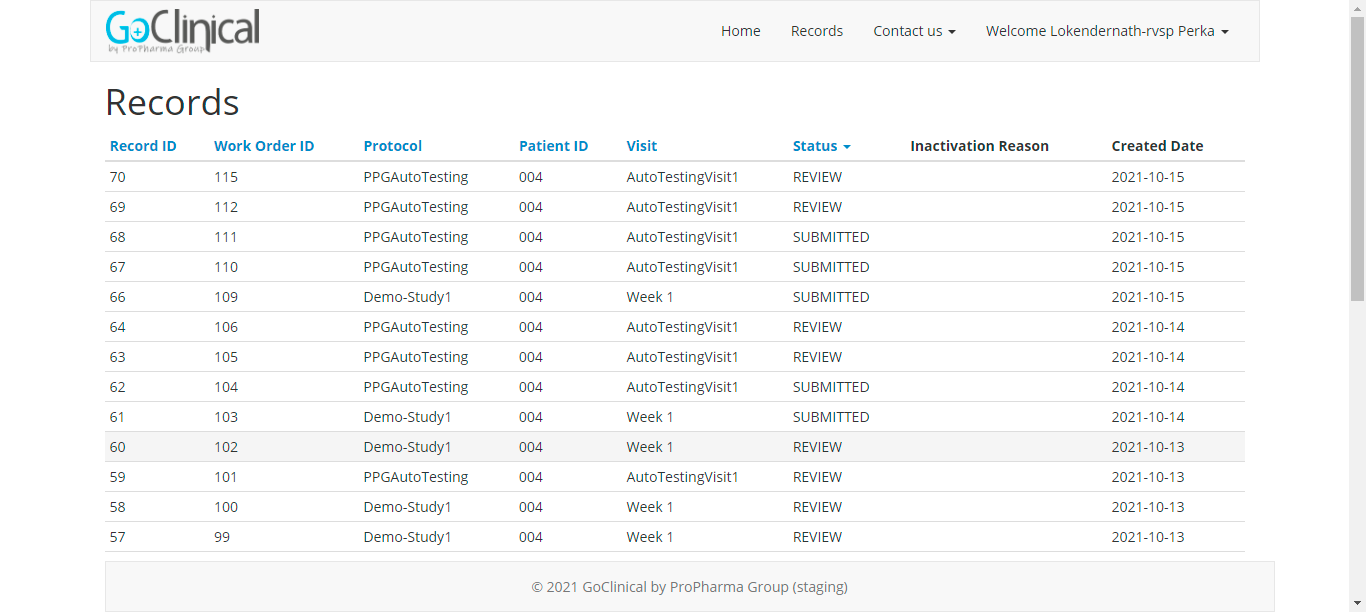 GoClinical
by ProPharma Group
Home Records Contact us Welcome Lokendernath-rvsp Perka
Records
Record ID Work Order ID Protocol Patient ID Visit Status Inactivation Reason Created Date
70 115 PPGAutoTesting 004 AutoTestingVisit1 REVIEW 2021-10-15
69 112 PPGAutoTesting 004 AutoTestingVisit1 REVIEW 2021-10-15
68 111 PPGAutoTesting 004 AutoTestingVisit1 SUBMITTED 2021-10-15
67 110 PPGAutoTesting 004 AutoTestingVisit1 SUBMITTED 2021-10-15
66 109 Demo-Study1 004 Week 1 SUBMITTED 2021-10-15
64 106 PPGAutoTesting 004 AutoTestingVisit1 REVIEW 2021-10-14
63 105 PPGAutoTesting 004 AutoTestingVisit1 REVIEW 2021-10-14
62 104 PPGAutoTesting 004 AutoTestingVisit1 SUBMITTED 2021-10-14
61 103 Demo-Study1 004 Week 1 SUBMITTED 2021-10-14
60 102 Demo-Study1 004 Week 1 REVIEW 2021-10-13
59 101 PPGAutoTesting 004 AutoTestingVisit1 REVIEW 2021-10-13
58 100 Demo-Study1 004 Week 1 REVIEW 2021-10-13
57 99 Demo-Study1 004 Week 1 REVIEW 2021-10-13
© 2021 GoClinical by ProPharma Group (staging)